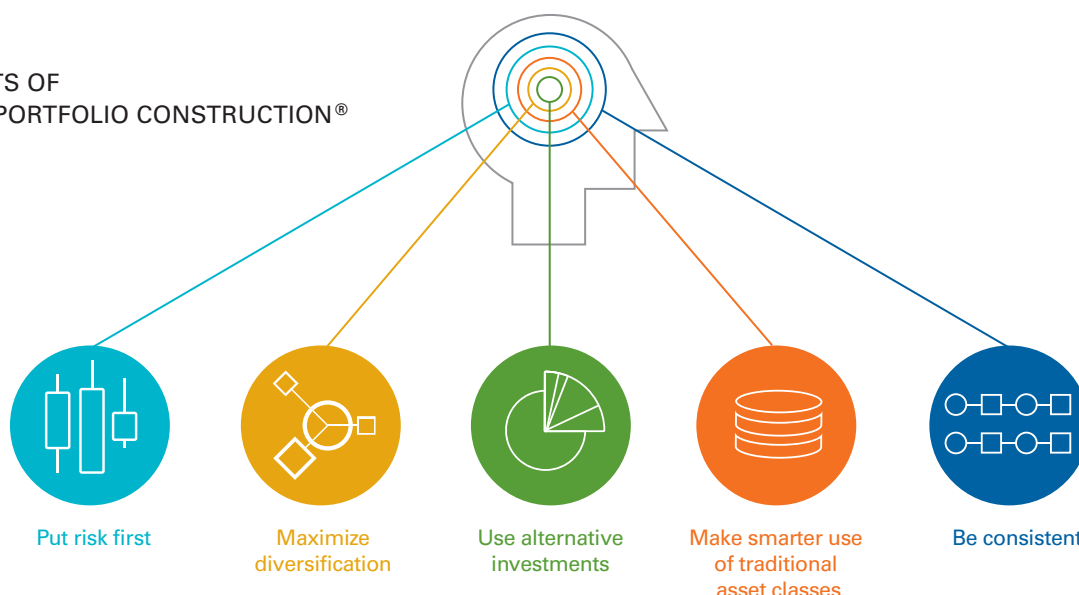 TS OF
PORTFOLIO CONSTRUCTION®
Put risk first
Maximize
diversification
Use alternative
investments
Make smarter use
of traditional
asset classes
Be consistent